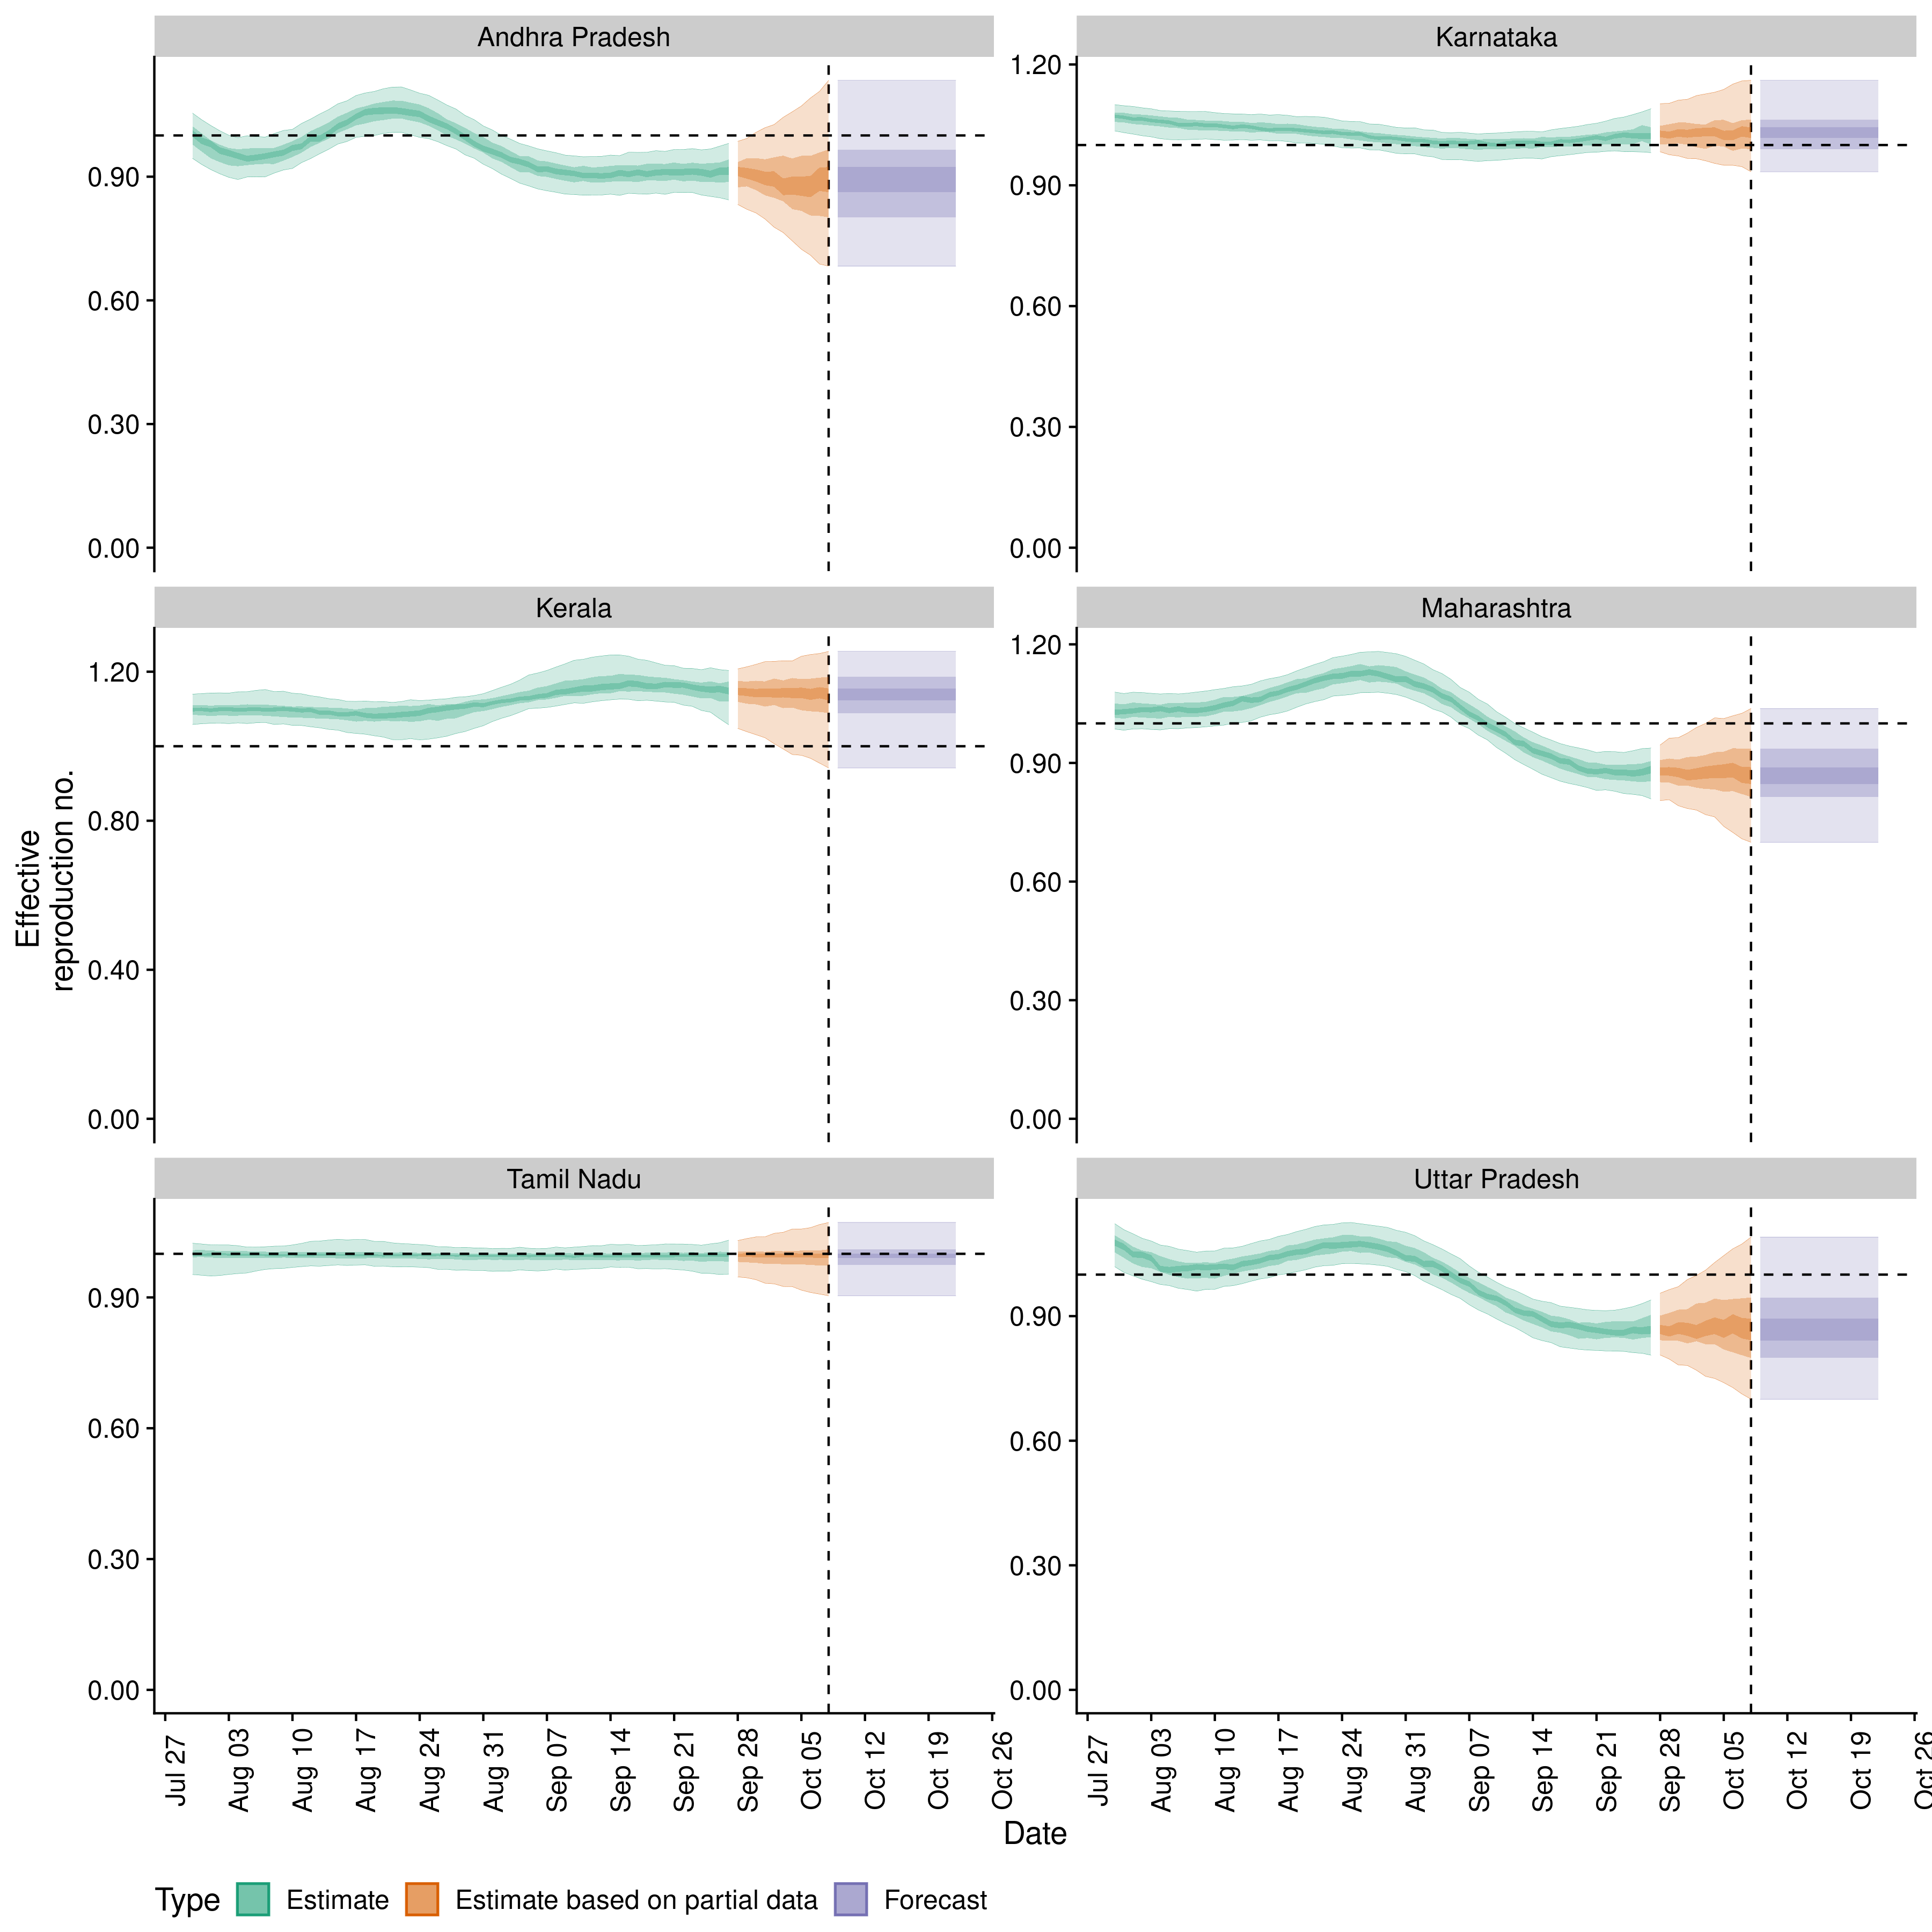 Andhra Pradesh
Karnataka
0.90
0.60
0.30
0.00
1.20
0.90
0.60
0.30
0.00
Kerala
Maharashtra
1.20
0.80
0.40
0.00
1.20
0.90
0.60
0.30
0.00
Effective
reproduction no.
Tamil Nadu
Uttar Pradesh
0.90
0.60
0.30
0.00
0.90
0.60
0.30
0.00
Jul 27
Aug 03
Aug 10
Aug 17
Aug 24
Aug 31
Sep 07
Sep 14
Sep 21
Sep 28
Oct 05
Oct 12
Oct 19
Oct 26
Jul 27
Aug 03
Aug 10
Aug 17
Aug 24
Aug 31
Sep 07
Sep 14
Sep 21
Sep 28
Oct 05
Oct 12
Oct 19
Oct 26
Date
Type Estimate Estimate based on partial data Forecast